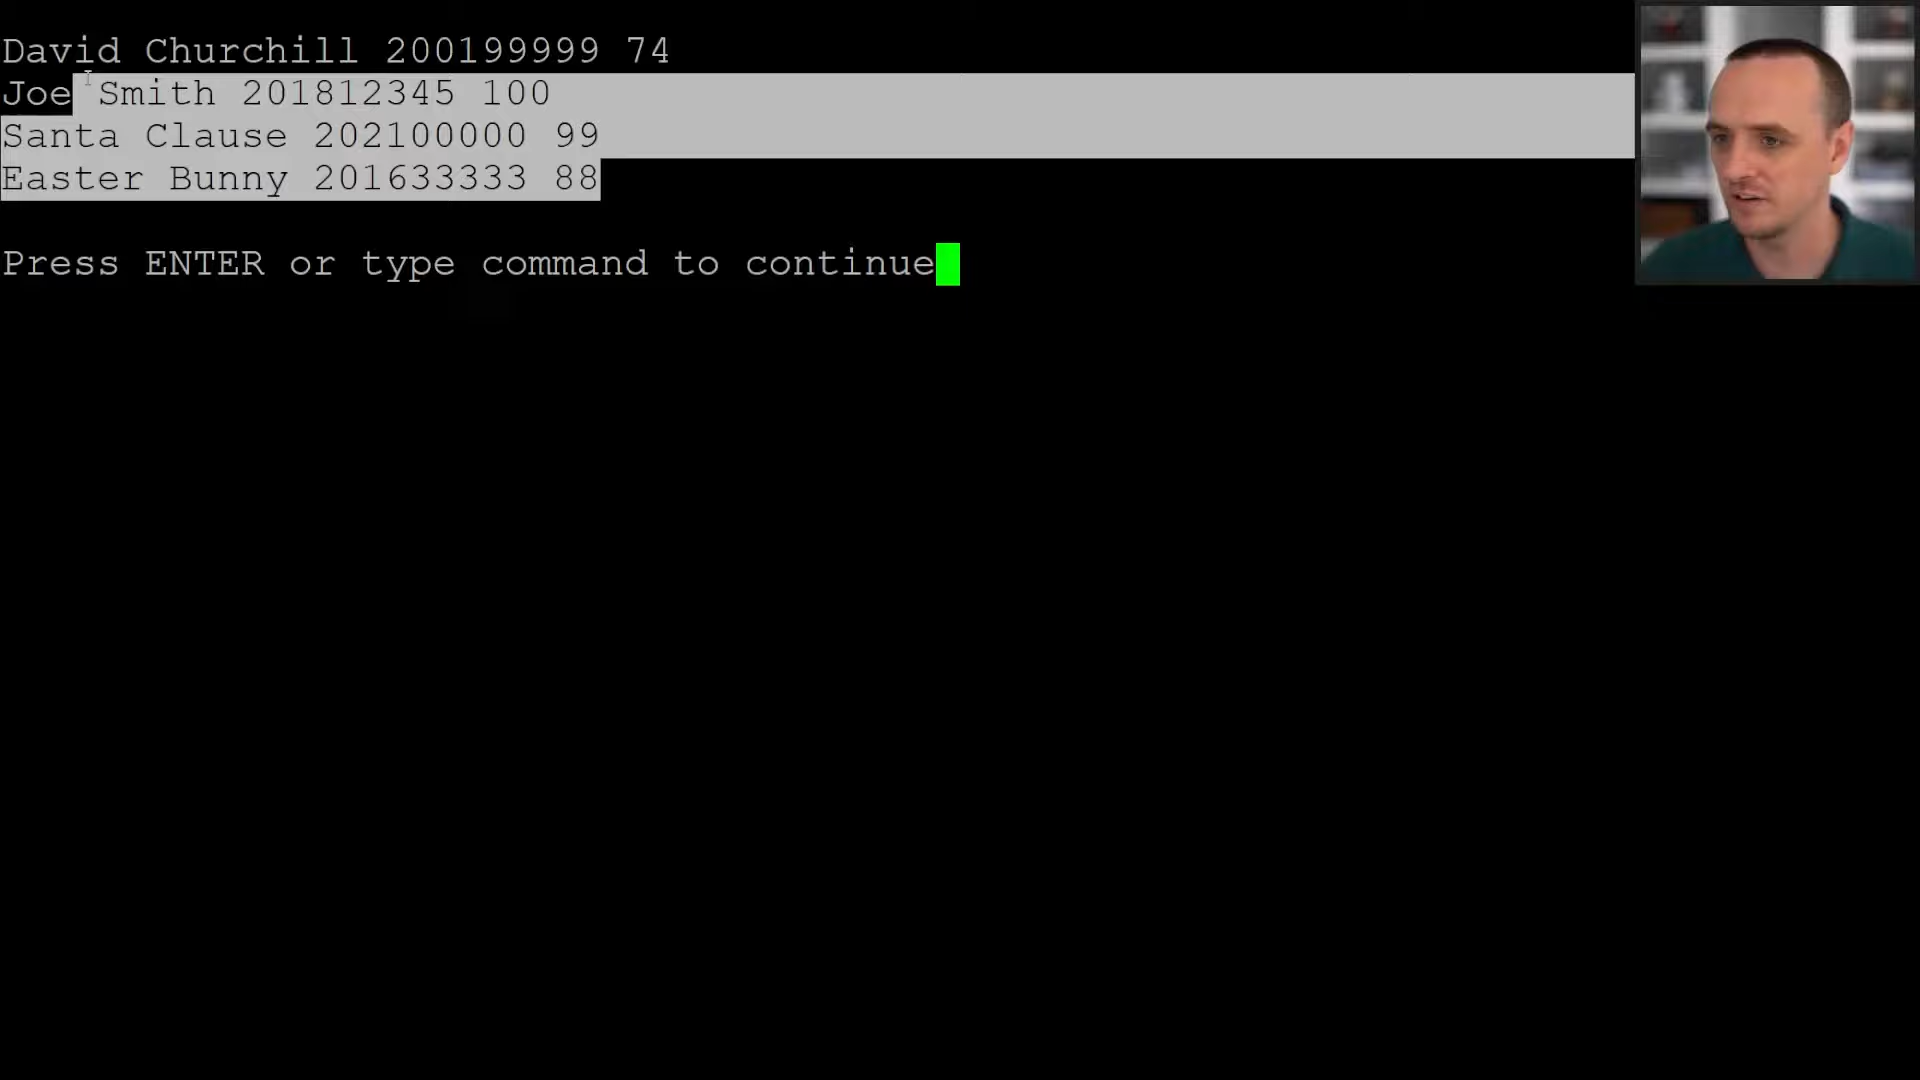 David Churchill 200199999 74
Joe Smith 201812345 100
Santa Clause 202100000 99
Easter Bunny 201633333 88
Press ENTER or type command to continue